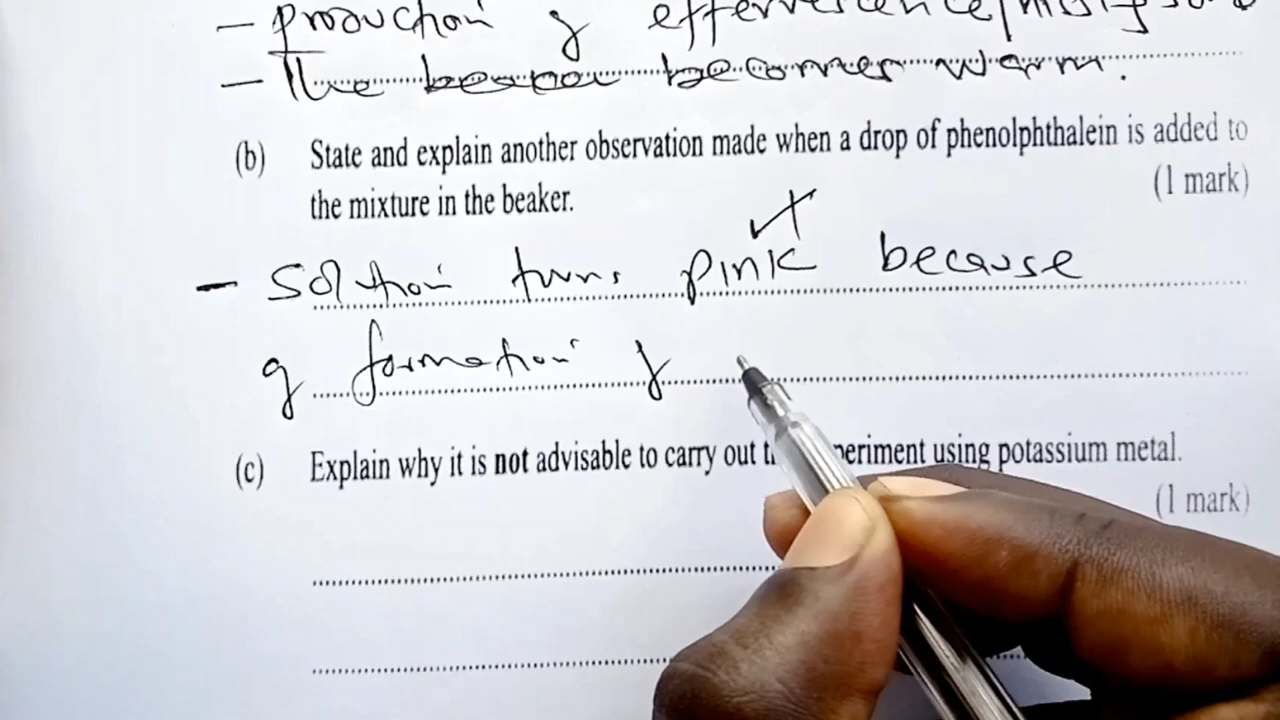 - production of effervescence/hissing sound
- The beaker becomes warm.
(b) State and explain another observation made when a drop of phenolphthalein is added to
the mixture in the beaker.
(1 mark)
- Solution turns pink because
of formation of
(c) Explain why it is not advisable to carry out experiment using potassium metal.
(1 mark)